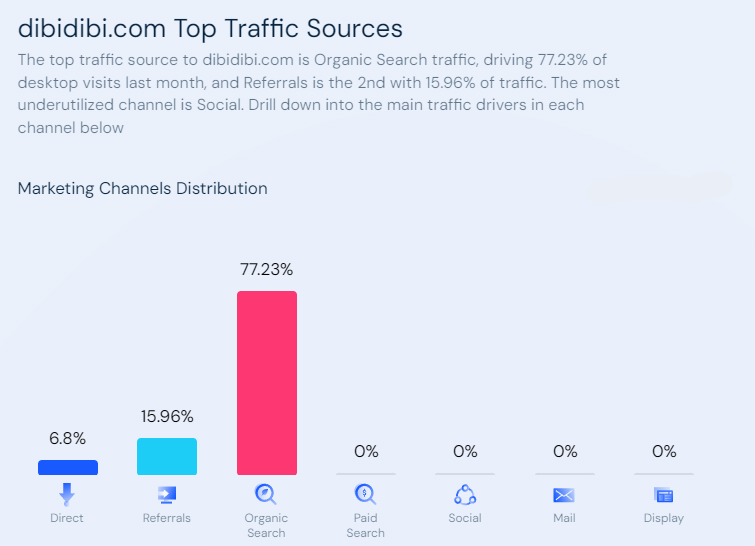 dibidibi.com Top Traffic Sources
The top traffic source to dibidibi.com is Organic Search traffic, driving 77.23% of
desktop visits last month, and Referrals is the 2nd with 15.96% of traffic. The most
underutilized channel is Social. Drill down into the main traffic drivers in each
channel below
Marketing Channels Distribution
77.23%
15.96%
6.8%
0%
0%
0%
0%
Direct
Referrals
Organic
Search
Paid
Search
Social
Mail
Display